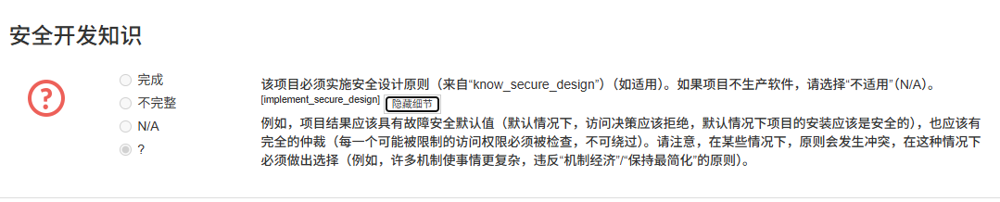 安全开发知识
?
完成
不完整
N/A
?
该项目必须实施安全设计原则（来自“know_secure_design”）（如适用）。如果项目不生产软件，请选择“不适用”（N/A）。
[implement_secure_design] 隐藏细节
例如，项目结果应该具有故障安全默认值（默认情况下，访问决策应该拒绝，默认情况下项目的安装应该是安全的），也应该有
完全的仲裁（每一个可能被限制的访问权限必须被检查，不可绕过）。请注意，在某些情况下，原则会发生冲突，在这种情况下
必须做出选择（例如，许多机制使事情更复杂，违反“机制经济”/“保持最简化”的原则）。